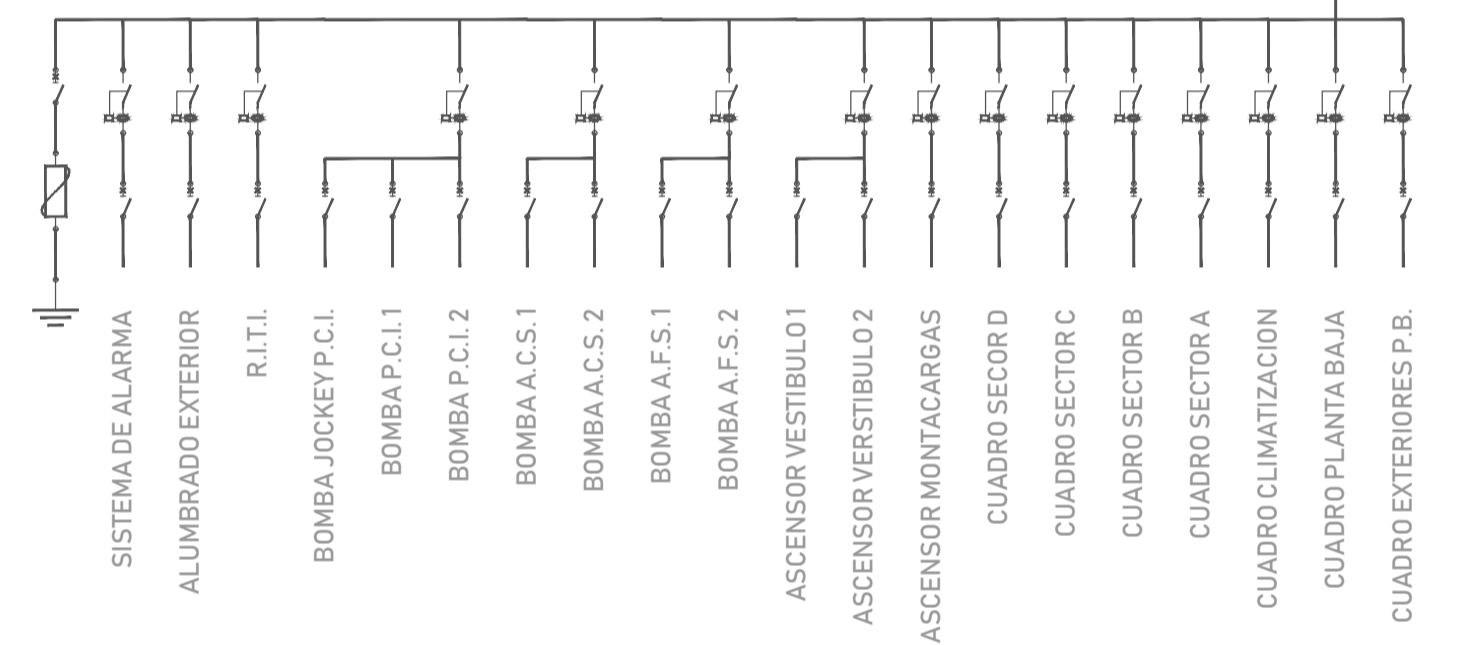 SISTEMA DE ALARMA
ALUMBRADO EXTERIOR
R.I.T.I.
BOMBA JOCKEY P.C.I.
BOMBA P.C.I. 1
BOMBA P.C.I. 2
BOMBA A.C.S. 1
BOMBA A.C.S. 2
BOMBA A.F.S. 1
BOMBA A.F.S. 2
ASCENSOR VESTIBULO 1
ASCENSOR VERSTIBULO 2
ASCENSOR MONTACARGAS
CUADRO SECOR D
CUADRO SECTOR C
CUADRO SECTOR B
CUADRO SECTOR A
CUADRO CLIMATIZACION
CUADRO PLANTA BAJA
CUADRO EXTERIORES P.B.